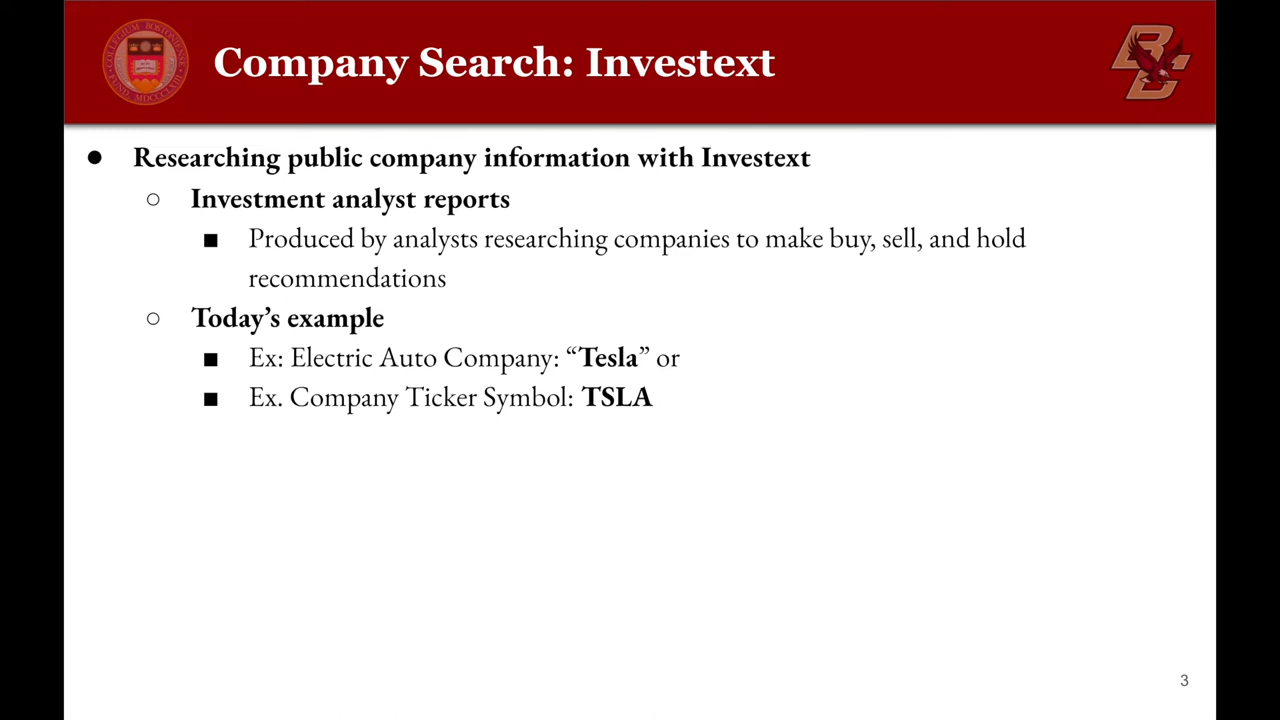 Company Search: Investext
● Researching public company information with Investext
○ Investment analyst reports
■ Produced by analysts researching companies to make buy, sell, and hold
recommendations
○ Today’s example
■ Ex: Electric Auto Company: “Tesla” or
■ Ex. Company Ticker Symbol: TSLA
3